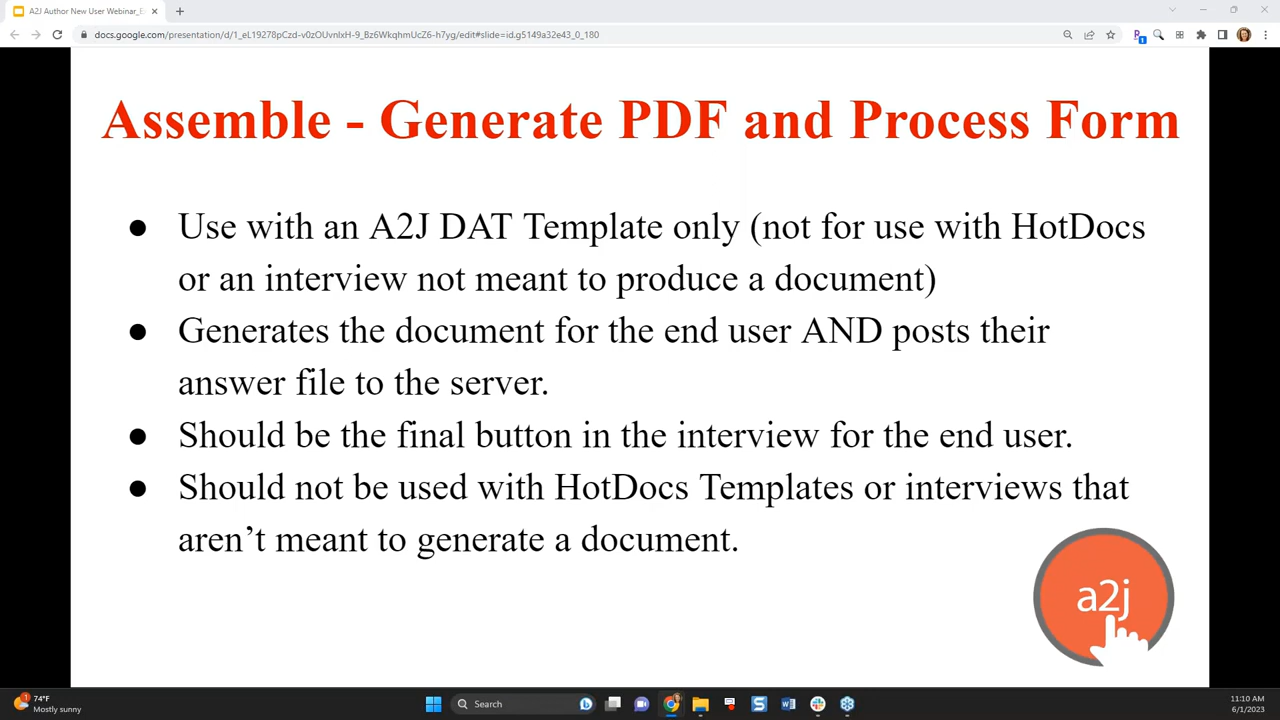 A2J Author New User Webinar_E
docs.google.com/presentation/d/1_eL19278pCzd-v0zOUvnlxH-9_Bz6WkqhmUcZ6-h7yg/edit#slide=id.g5149a32e43_0_180
Assemble - Generate PDF and Process Form
● Use with an A2J DAT Template only (not for use with HotDocs
or an interview not meant to produce a document)
● Generates the document for the end user AND posts their
answer file to the server.
● Should be the final button in the interview for the end user.
● Should not be used with HotDocs Templates or interviews that
aren’t meant to generate a document.
a2j
74°F
Mostly sunny
Search
11:10 AM
6/1/2023